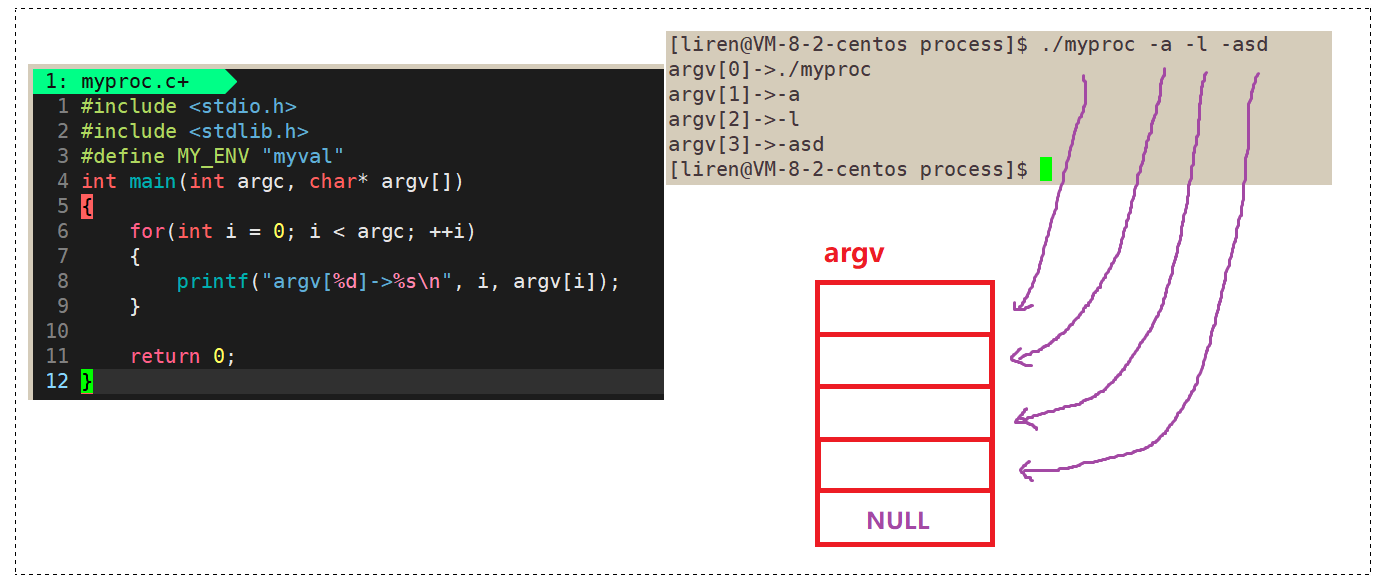 1: myproc.c+
1 #include <stdio.h>
2 #include <stdlib.h>
3 #define MY_ENV "myval"
4 int main(int argc, char* argv[])
5 {
6     for(int i = 0; i < argc; ++i)
7     {
8         printf("argv[%d]->%s\n", i, argv[i]);
9     }
10
11     return 0;
12 }
[liren@VM-8-2-centos process]$ ./myproc -a -l -asd
argv[0]->./myproc
argv[1]->-a
argv[2]->-l
argv[3]->-asd
[liren@VM-8-2-centos process]$
argv
NULL